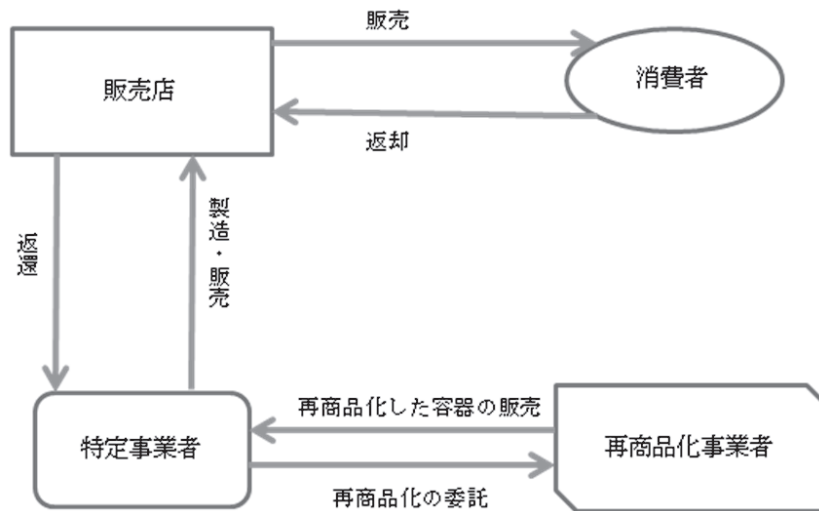 販売
販売店
消費者
返却
返還
製造・販売
再商品化した容器の販売
特定事業者
再商品化事業者
再商品化の委託